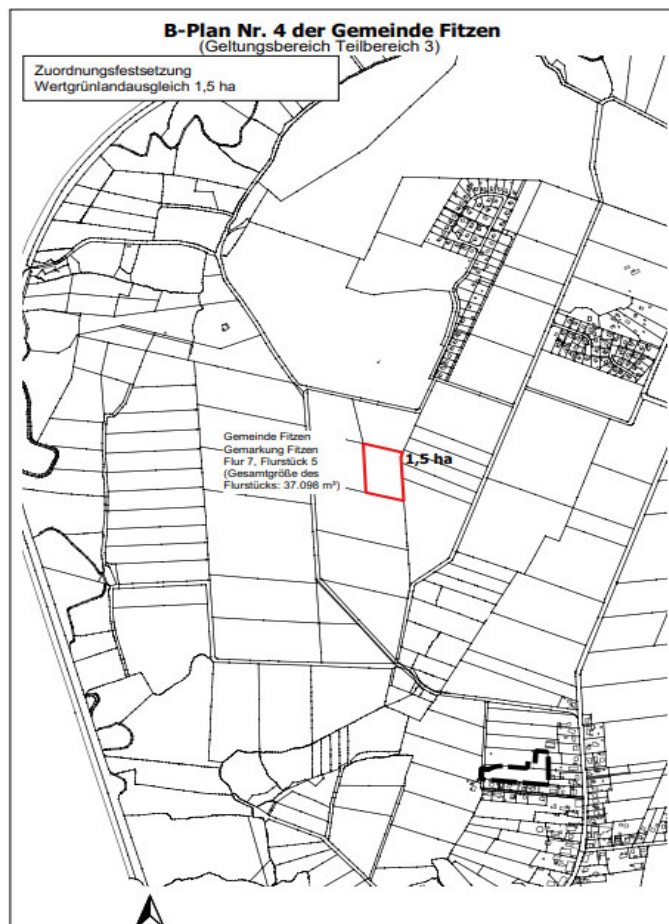 B-Plan Nr. 4 der Gemeinde Fitzen
(Geltungsbereich Teilbereich 3)
Zuordnungsfestsetzung
Wertgrünlandausgleich 1,5 ha
Gemeinde Fitzen
Gemarkung Fitzen
Flur 7, Flurstück 5
(Gesamtgröße des
Flurstücks: 37.098 m²)
1,5 ha